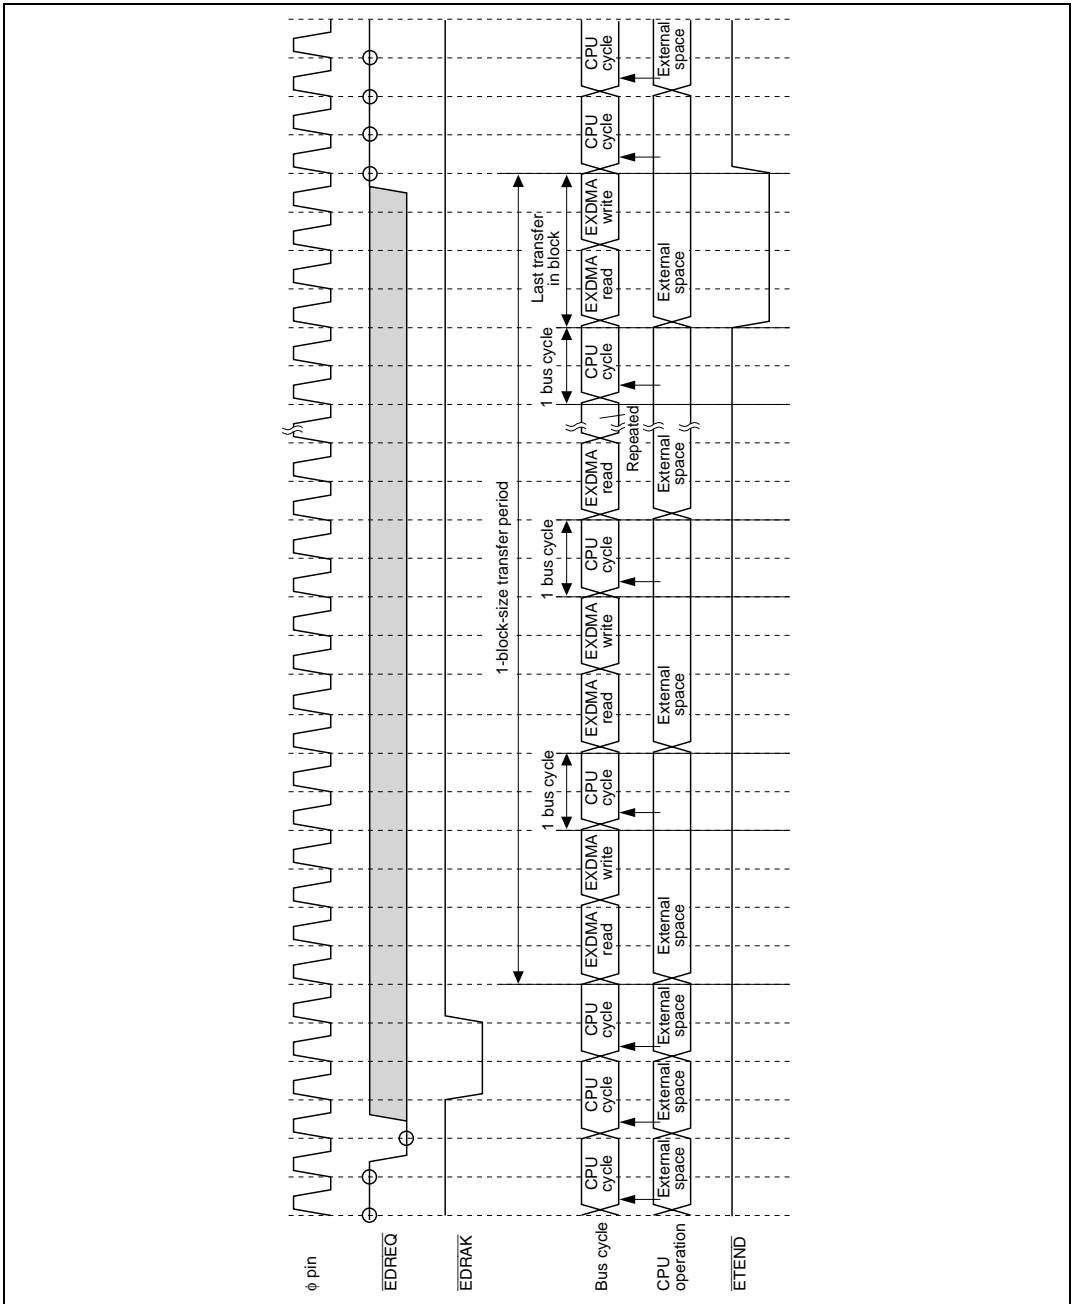 φ pin
EDREQ
EDRAK
1-block-size transfer period
1 bus cycle
1 bus cycle
1 bus cycle
Last transfer
in block
Bus cycle
CPU
cycle
CPU
cycle
CPU
cycle
EXDMA
read
EXDMA
write
CPU
cycle
EXDMA
read
EXDMA
write
CPU
cycle
EXDMA
read
Repeated
CPU
cycle
EXDMA
read
EXDMA
write
CPU
cycle
CPU
cycle
CPU
operation
External
space
External
space
External
space
External
space
External
space
External
space
External
space
External
space
ETEND